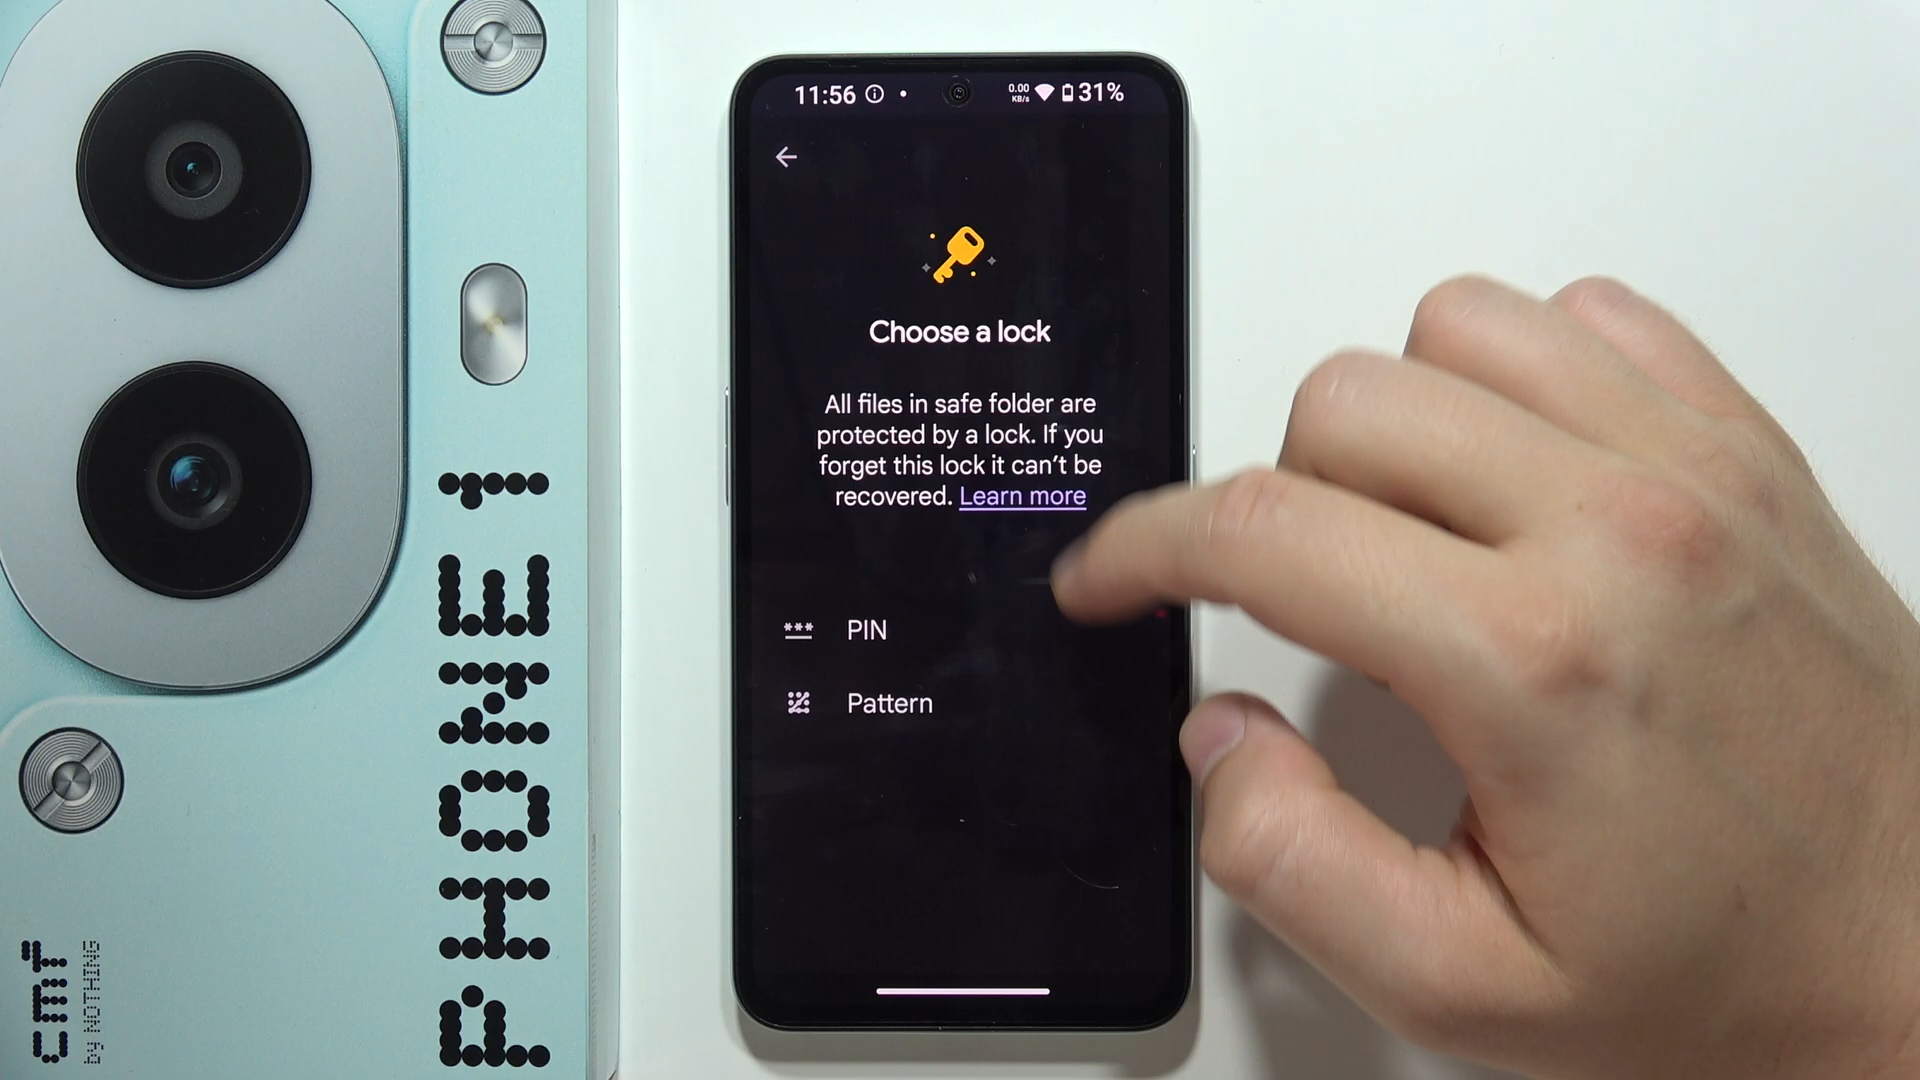 PHONE 1
cmf
by NOTHING
11:56
0.00
KB/s
31%
Choose a lock
All files in safe folder are
protected by a lock. If you
forget this lock it can’t be
recovered. Learn more
PIN
Pattern